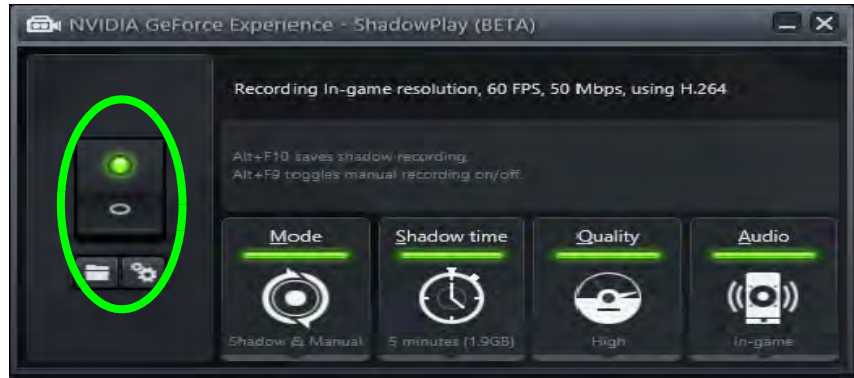 NVIDIA GeForce Experience - ShadowPlay (BETA)
Recording In-game resolution, 60 FPS, 50 Mbps, using H.264
Alt+F10 saves shadow recording.
Alt+F9 toggles manual recording on/off.
Mode
Shadow time
Quality
Audio
Shadow & Manual
5 minutes (1.9GB)
High
In-game